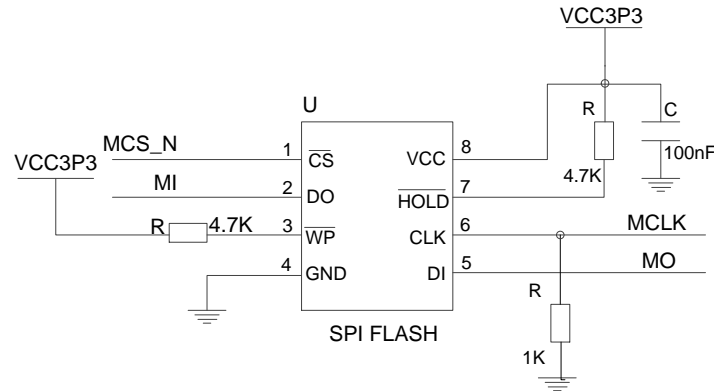 VCC3P3
U
R
C
MCS_N
1
CS
VCC
8
100nF
VCC3P3
MI
2
DO
HOLD
7
4.7K
R
4.7K
3
WP
CLK
6
MCLK
4
GND
DI
5
MO
R
SPI FLASH
1K